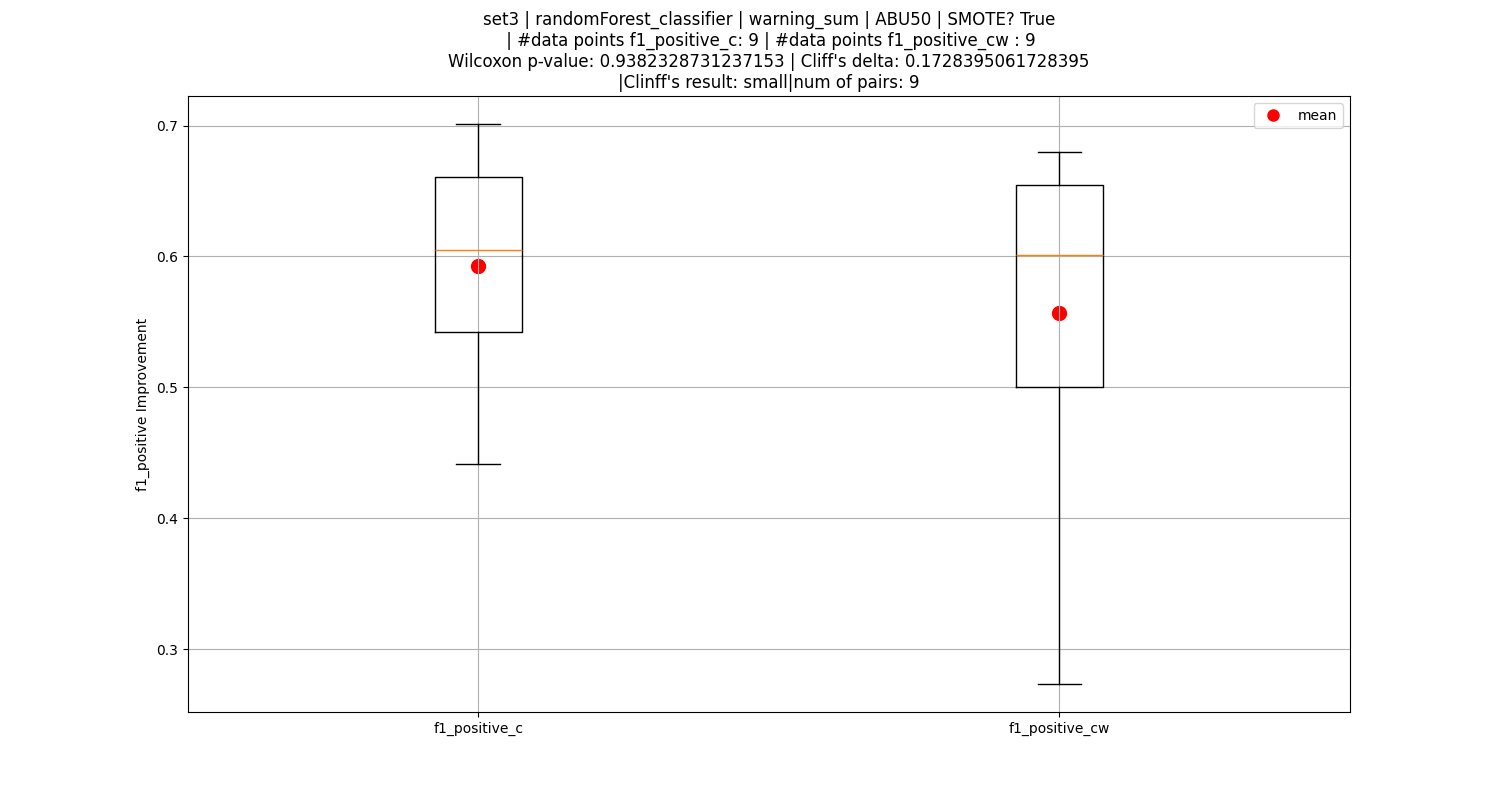 set3 | randomForest_classifier | warning_sum | ABU50 | SMOTE? True
| #data points f1_positive_c: 9 | #data points f1_positive_cw : 9
Wilcoxon p-value: 0.9382328731237153 | Cliff's delta: 0.1728395061728395
|Clinff's result: small|num of pairs: 9
mean
0.7
0.6
0.5
0.4
0.3
f1_positive Improvement
f1_positive_c
f1_positive_cw